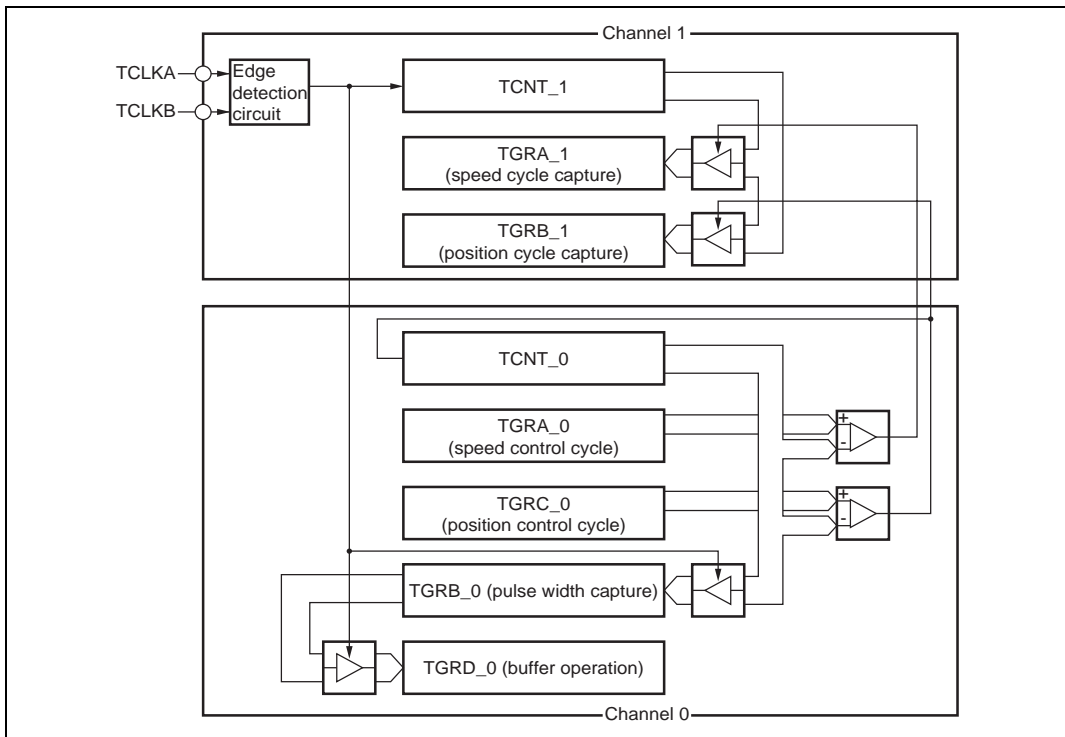 Channel 1
TCLKA
TCLKB
Edge
detection
circuit
TCNT_1
TGRA_1
(speed cycle capture)
TGRB_1
(position cycle capture)
TCNT_0
TGRA_0
(speed control cycle)
+
-
TGRC_0
(position control cycle)
+
-
TGRB_0 (pulse width capture)
TGRD_0 (buffer operation)
Channel 0